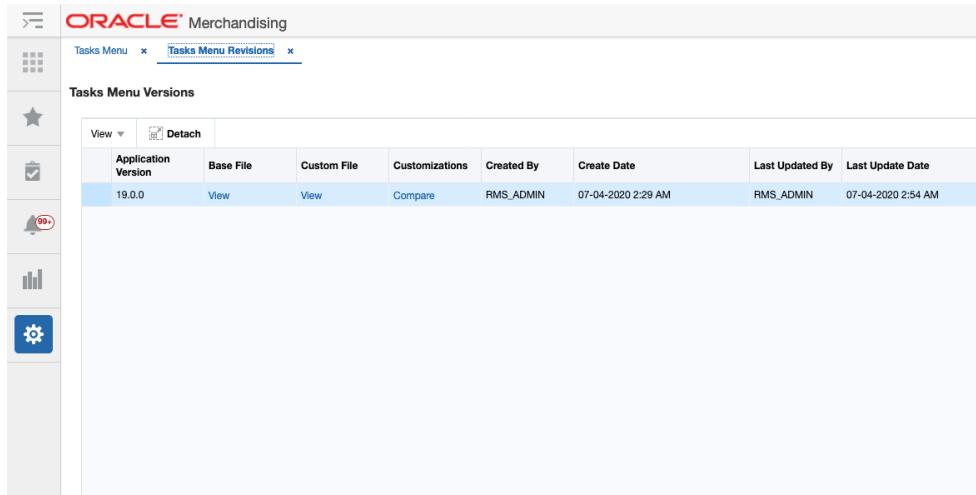 ORACLE® Merchandising
Tasks Menu × Tasks Menu Revisions ×
Tasks Menu Versions
View Detach
Application Version Base File Custom File Customizations Created By Create Date Last Updated By Last Update Date
19.0.0 View View Compare RMS_ADMIN 07-04-2020 2:29 AM RMS_ADMIN 07-04-2020 2:54 AM
99+